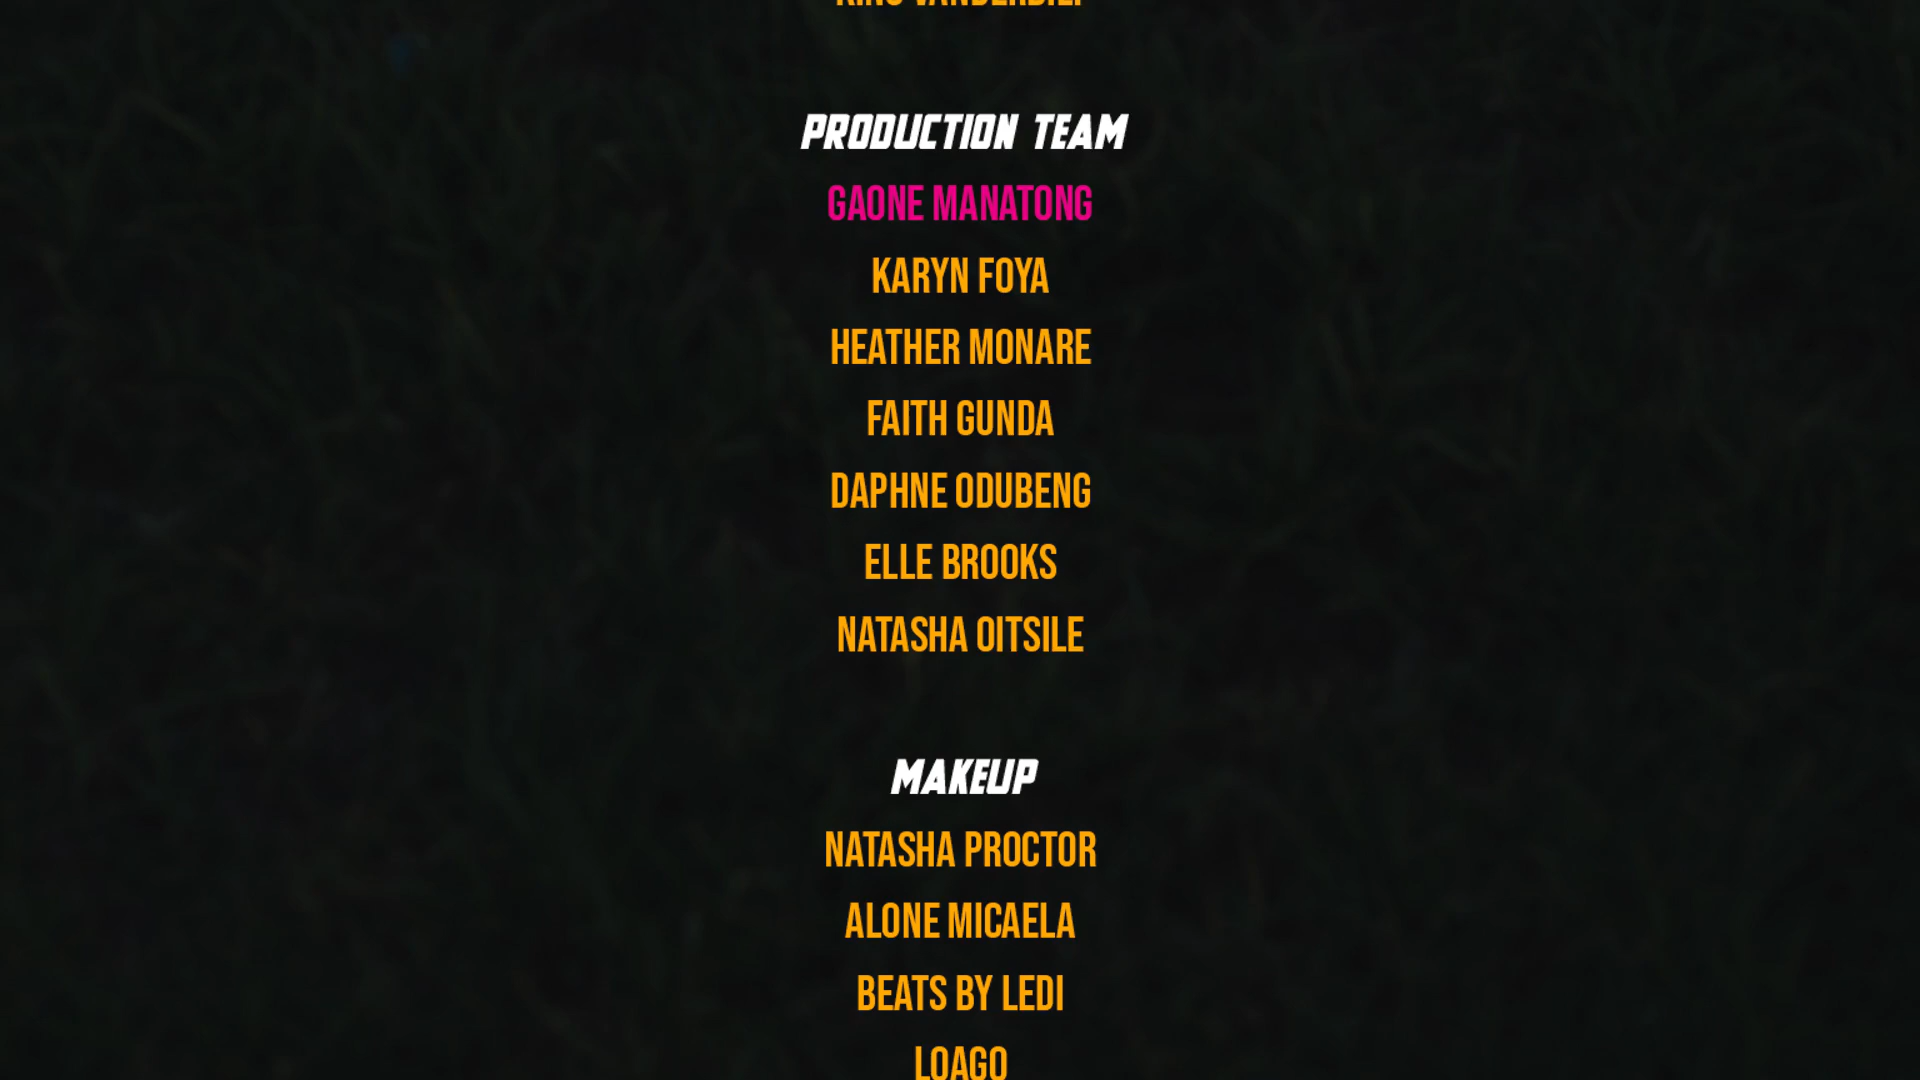 PRODUCTION TEAM
GAONE MANATONG
KARYN FOYA
HEATHER MONARE
FAITH GUNDA
DAPHNE ODUBENG
ELLE BROOKS
NATASHA OITSILE
MAKEUP
NATASHA PROCTOR
ALONE MICAELA
BEATS BY LEDI
LOAGO